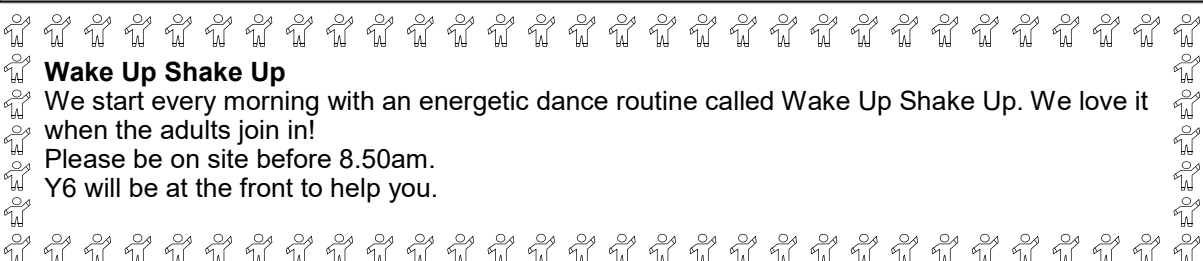 Wake Up Shake Up
We start every morning with an energetic dance routine called Wake Up Shake Up. We love it
when the adults join in!
Please be on site before 8.50am.
Y6 will be at the front to help you.